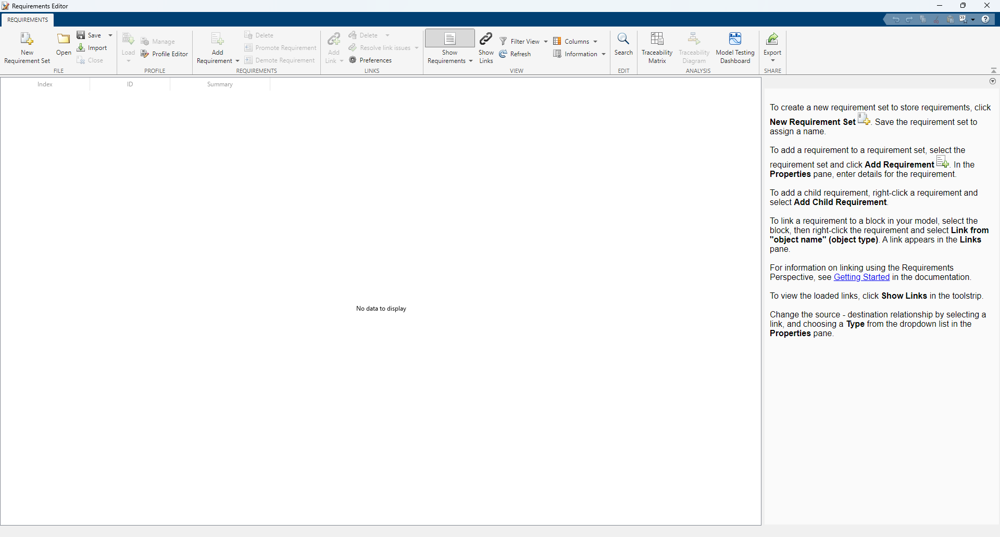 Requirements Editor
REQUIREMENTS
New
Requirement Set
Open
Save
Import
Close
FILE
Load
Manage
Profile Editor
PROFILE
Add
Requirement
Delete
Promote Requirement
Demote Requirement
REQUIREMENTS
Add
Link
Delete
Resolve link issues
Preferences
LINKS
Show
Requirements
Show
Links
Filter View
Refresh
Columns
Information
VIEW
Search
EDIT
Traceability
Matrix
Traceability
Diagram
Model Testing
Dashboard
ANALYSIS
Export
SHARE
Index
ID
Summary
No data to display
To create a new requirement set to store requirements, click
New Requirement Set . Save the requirement set to
assign a name.
To add a requirement to a requirement set, select the
requirement set and click Add Requirement . In the
Properties pane, enter details for the requirement.
To add a child requirement, right-click a requirement and
select Add Child Requirement.
To link a requirement to a block in your model, select the
block, then right-click the requirement and select Link from
"object name" (object type). A link appears in the Links
pane.
For information on linking using the Requirements
Perspective, see Getting Started in the documentation.
To view the loaded links, click Show Links in the toolstrip.
Change the source - destination relationship by selecting a
link, and choosing a Type from the dropdown list in the
Properties pane.